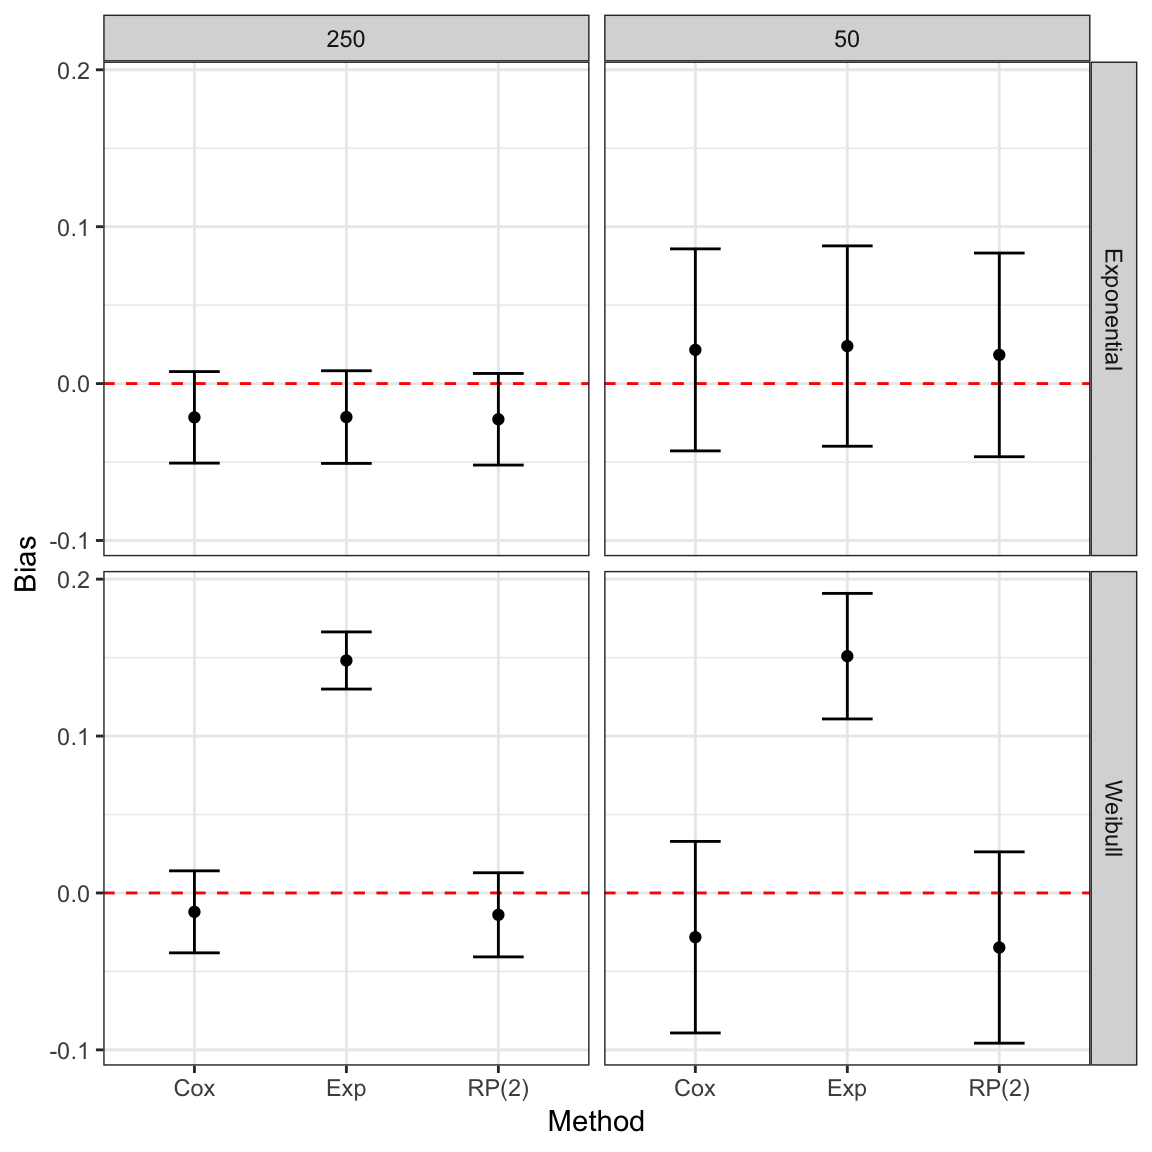 250 50
0.2
0.1
0.0
-0.1
Exponential
Bias
0.2
0.1
0.0
-0.1
Weibull
Cox Exp RP(2) Cox Exp RP(2)
Method